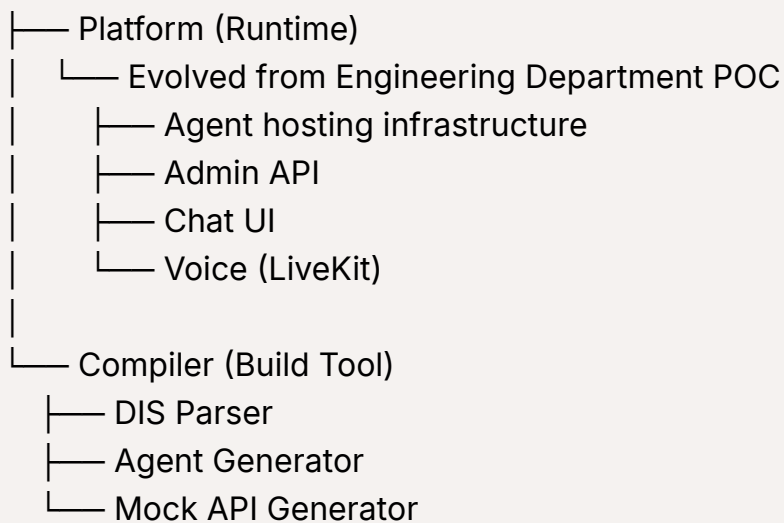 ├── Platform (Runtime)
│   └── Evolved from Engineering Department POC
│       ├── Agent hosting infrastructure
│       ├── Admin API
│       ├── Chat UI
│       └── Voice (LiveKit)
│
└── Compiler (Build Tool)
    ├── DIS Parser
    ├── Agent Generator
    └── Mock API Generator